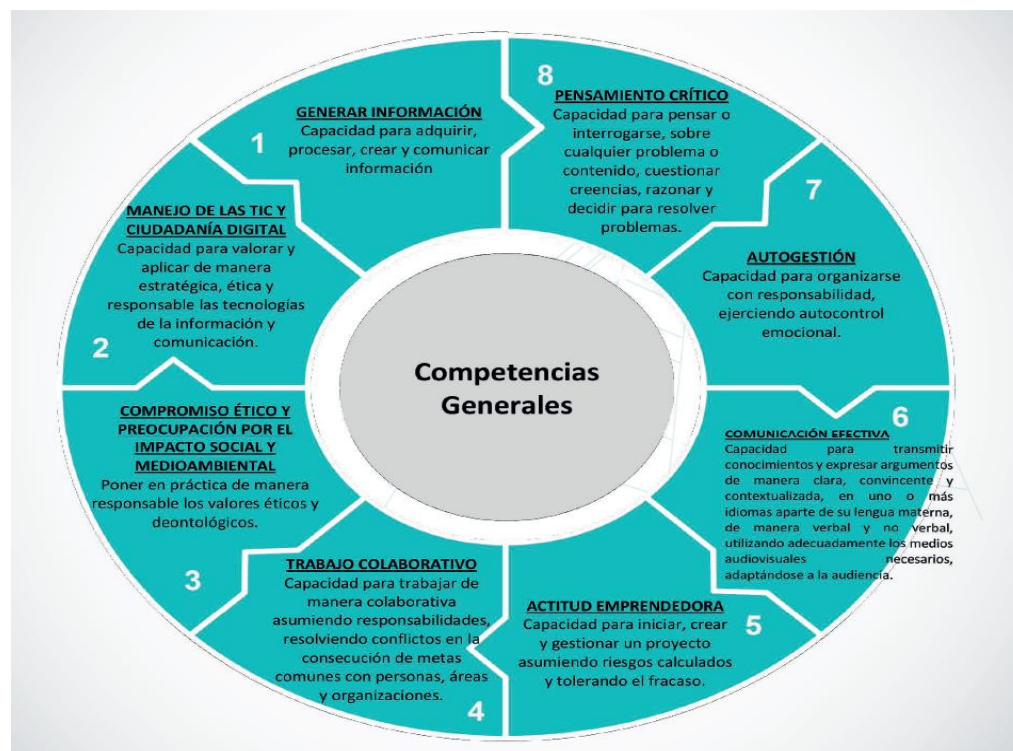 1
GENERAR INFORMACIÓN
Capacidad para adquirir,
procesar, crear y comunicar
información
2
MANEJO DE LAS TIC Y
CIUDADANÍA DIGITAL
Capacidad para valorar y
aplicar de manera
estratégica, ética y
responsable las tecnologías
de la información y
comunicación.
3
COMPROMISO ÉTICO Y
PREOCUPACIÓN POR EL
IMPACTO SOCIAL Y
MEDIOAMBIENTAL
Poner en práctica de manera
responsable los valores éticos y
deontológicos.
4
TRABAJO COLABORATIVO
Capacidad para trabajar de
manera colaborativa
asumiendo responsabilidades,
resolviendo conflictos en la
consecución de metas
comunes con personas, áreas
y organizaciones.
5
ACTITUD EMPRENDEDORA
Capacidad para iniciar, crear
y gestionar un proyecto
asumiendo riesgos calculados
y tolerando el fracaso.
6
COMUNICACIÓN EFECTIVA
Capacidad para transmitir
conocimientos y expresar argumentos
de manera clara, convincente y
contextualizada, en uno o más
idiomas aparte de su lengua materna,
de manera verbal y no verbal,
utilizando adecuadamente los medios
audiovisuales necesarios,
adaptándose a la audiencia.
7
AUTOGESTIÓN
Capacidad para organizarse
con responsabilidad,
ejerciendo autocontrol
emocional.
8
PENSAMIENTO CRÍTICO
Capacidad para pensar o
interrogarse, sobre
cualquier problema o
contenido, cuestionar
creencias, razonar y
decidir para resolver
problemas.
Competencias
Generales